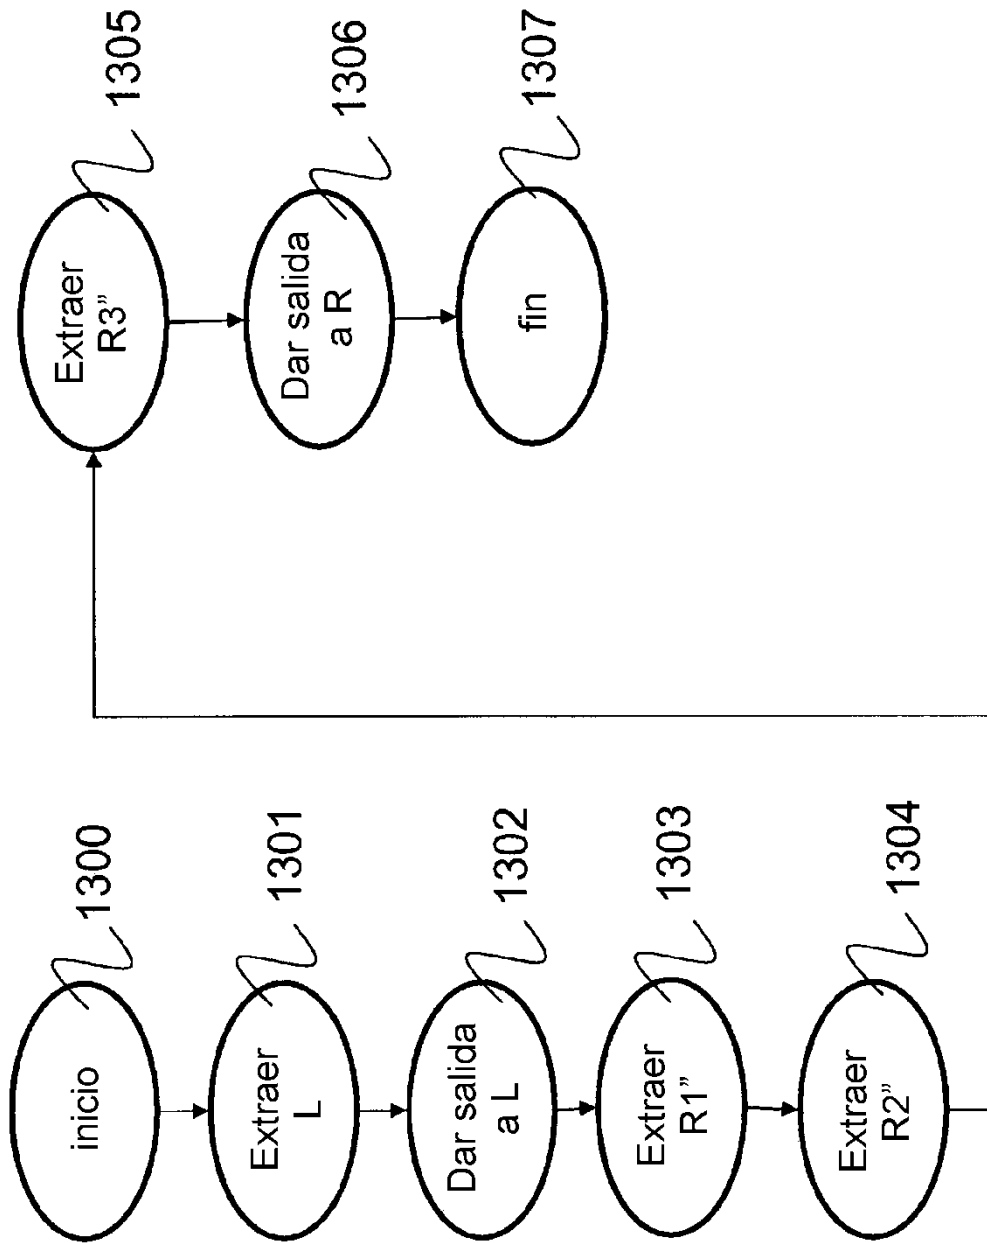 inicio
1300
Extraer
L
1301
Dar salida
a L
1302
Extraer
R1”
1303
Extraer
R2”
1304
Extraer
R3”
1305
Dar salida
a R
1306
fin
1307